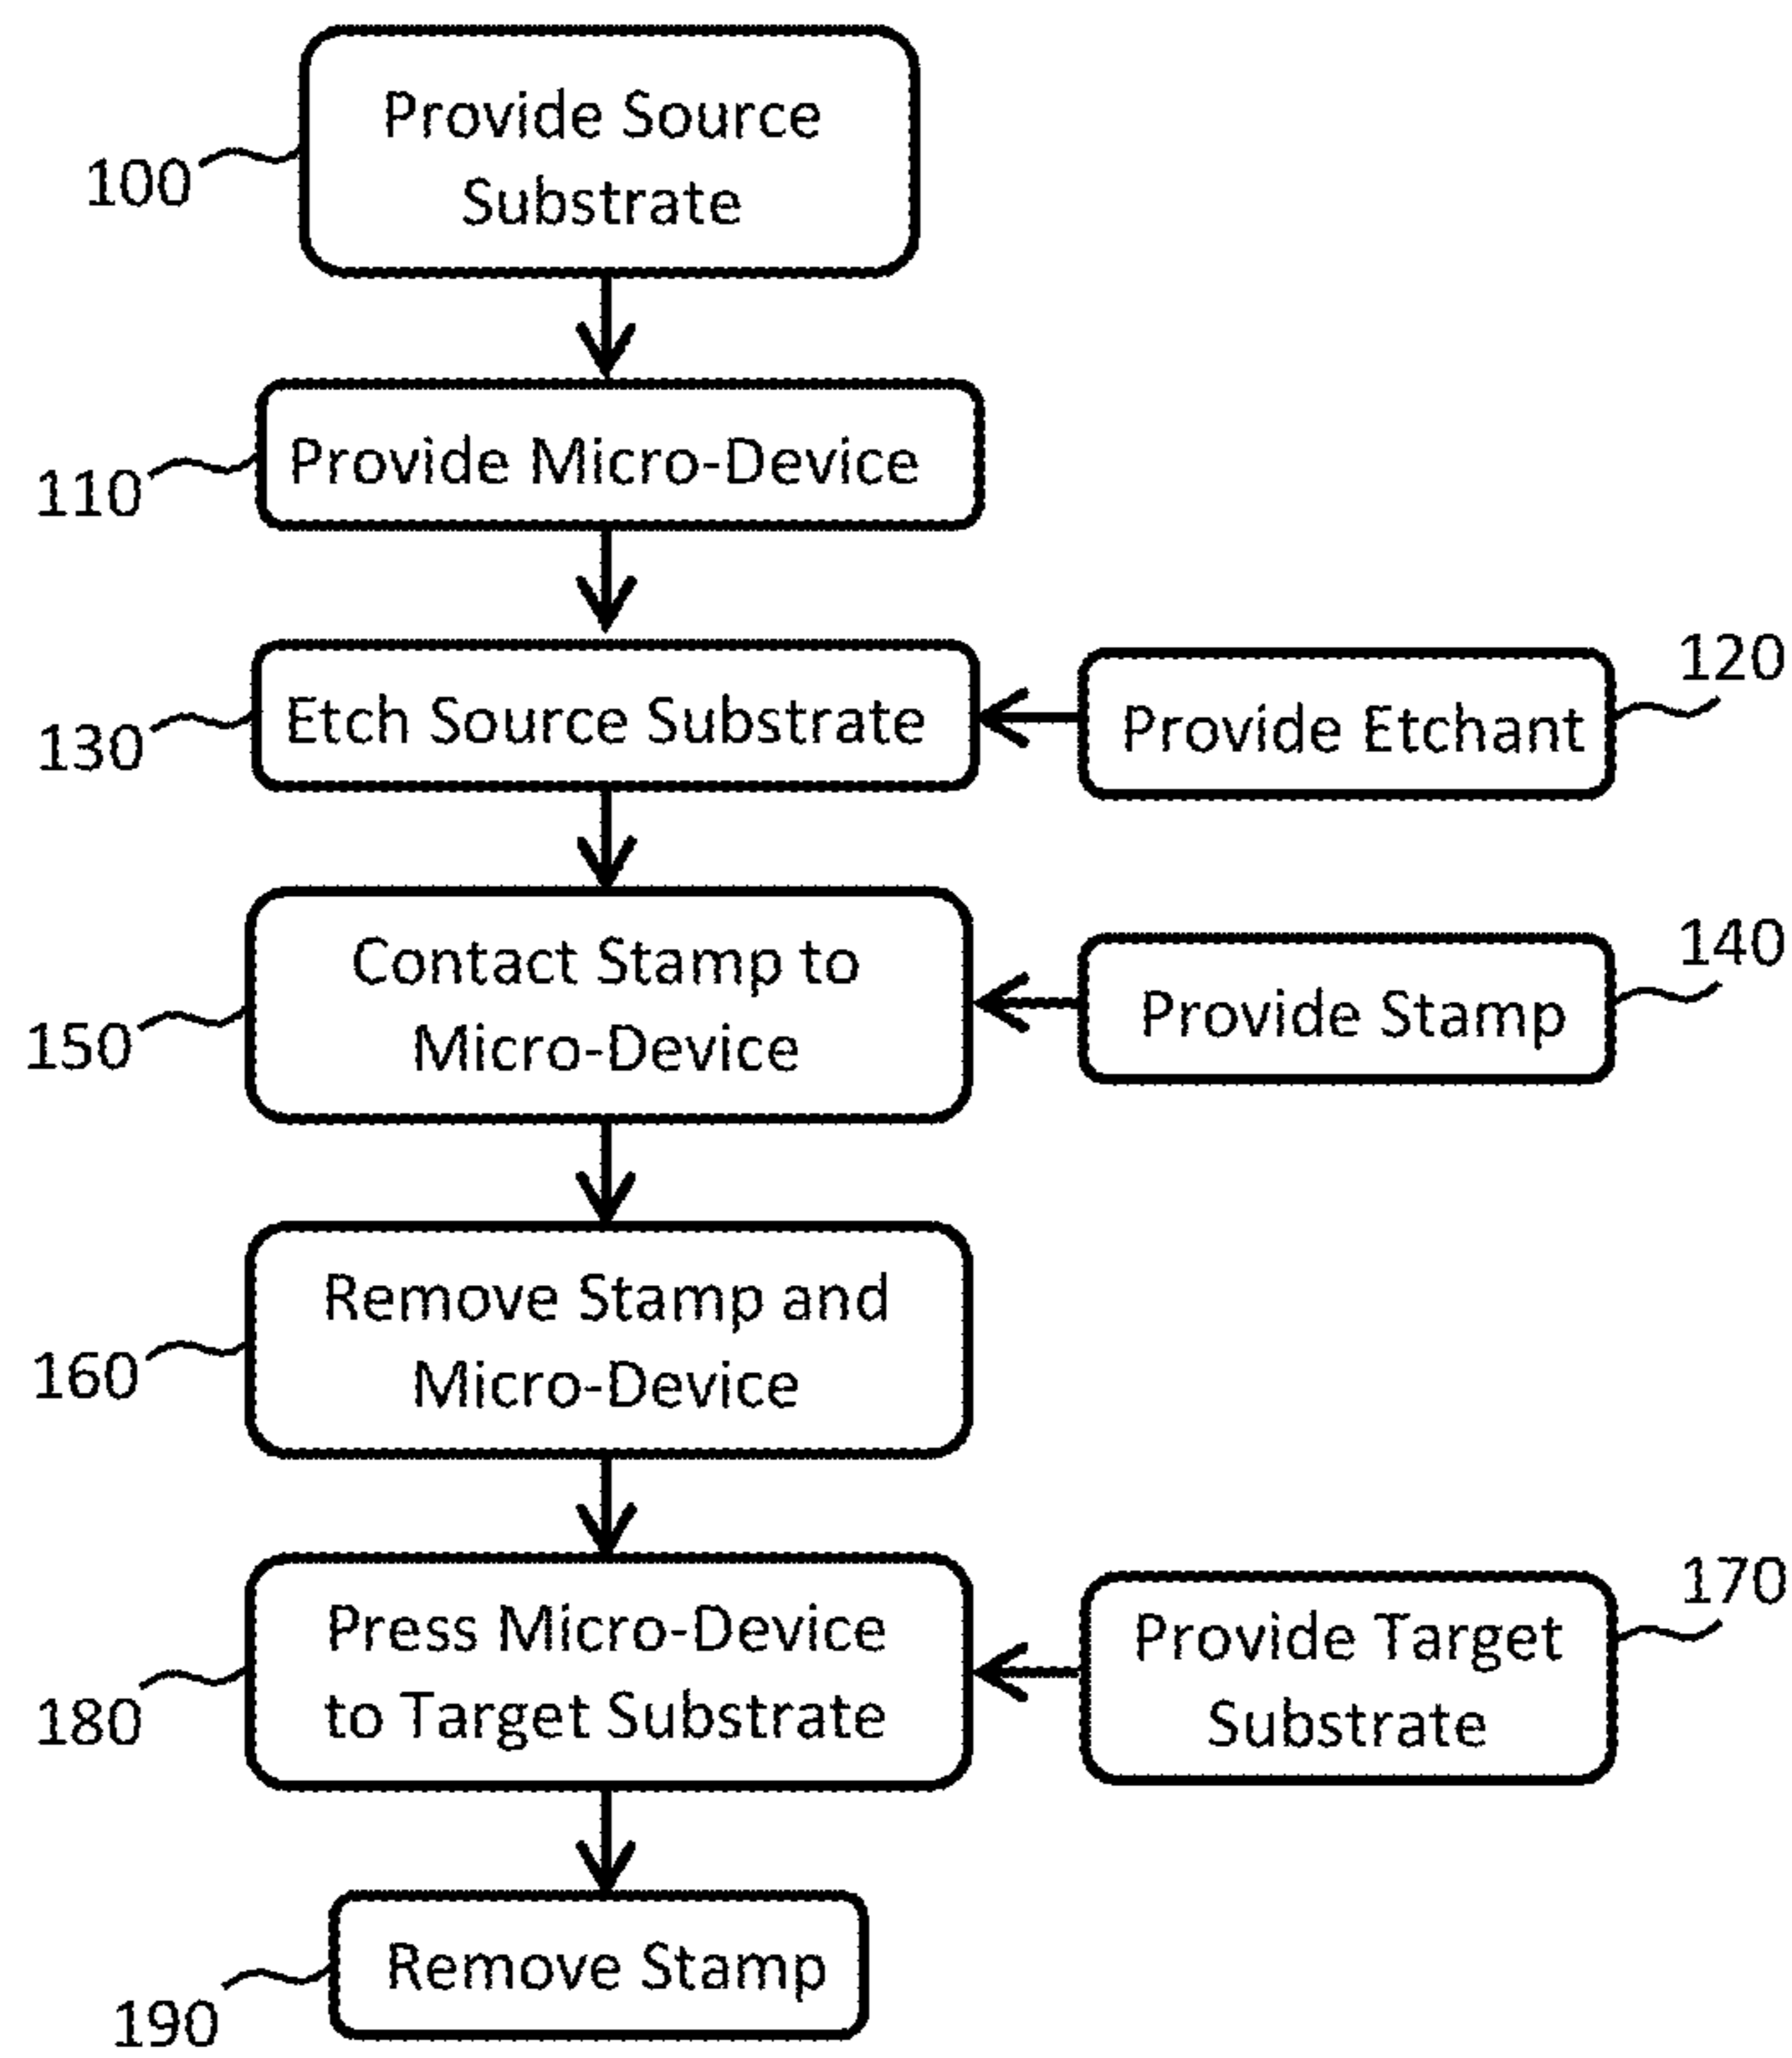 Provide Source
Substrate
100
Provide Micro-Device
110
Etch Source Substrate
130
Provide Etchant
120
Contact Stamp to
Micro-Device
150
Provide Stamp
140
Remove Stamp and
Micro-Device
160
Press Micro-Device
to Target Substrate
180
Provide Target
Substrate
170
Remove Stamp
190